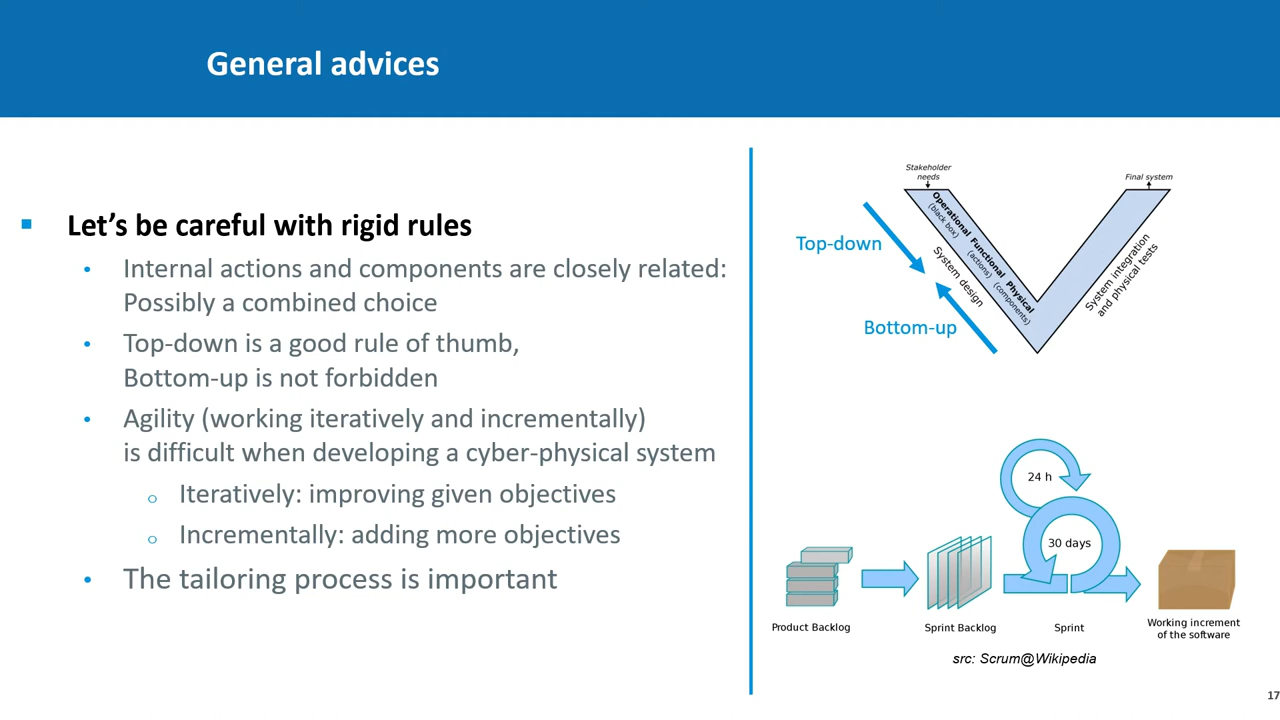 General advices
Let's be careful with rigid rules
Internal actions and components are closely related:
Possibly a combined choice
Top-down is a good rule of thumb,
Bottom-up is not forbidden
Agility (working iteratively and incrementally)
is difficult when developing a cyber-physical system
Iteratively: improving given objectives
Incrementally: adding more objectives
The tailoring process is important
Stakeholder
needs
Final system
Top-down
Bottom-up
Operational Functional Physical
(black box) (actions) (components)
System design
System integration
and physical tests
24 h
30 days
Product Backlog
Sprint Backlog
Sprint
Working increment
of the software
src: Scrum@Wikipedia
17